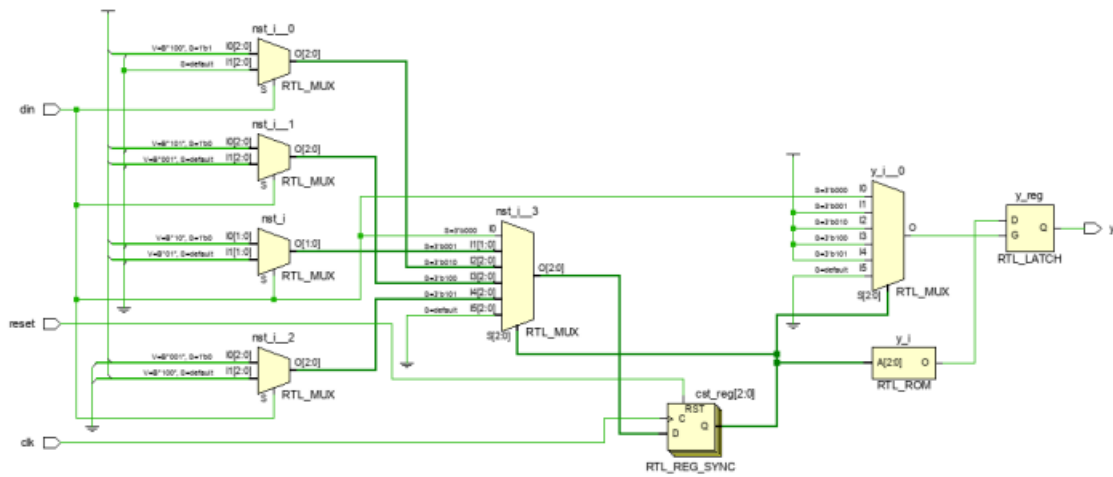 nst_i__0
V=B"100", S=1'b1 I0[2:0]
S=default I1[2:0]
O[2:0]
S
RTL_MUX
din
nst_i__1
V=B"101", S=1'b0 I0[2:0]
V=B"001", S=default I1[2:0]
O[2:0]
S
RTL_MUX
nst_i
V=B"10", S=1'b0 I0[1:0]
V=B"01", S=default I1[1:0]
O[1:0]
S
RTL_MUX
reset
nst_i__2
V=B"001", S=1'b0 I0[2:0]
V=B"100", S=default I1[2:0]
O[2:0]
S
RTL_MUX
clk
nst_i__3
S=3'b000 I0
S=3'b001 I1[1:0]
S=3'b010 I2[2:0]
S=3'b100 I3[2:0]
S=3'b101 I4[2:0]
S=default I5[2:0]
O[2:0]
S[2:0]
RTL_MUX
cst_reg[2:0]
RST
C
D
Q
RTL_REG_SYNC
y_i__0
S=3'b000 I0
S=3'b001 I1
S=3'b010 I2
S=3'b100 I3
S=3'b101 I4
S=default I5
O
S[2:0]
RTL_MUX
y_i
A[2:0] O
RTL_ROM
y_reg
D
G
Q
RTL_LATCH
y